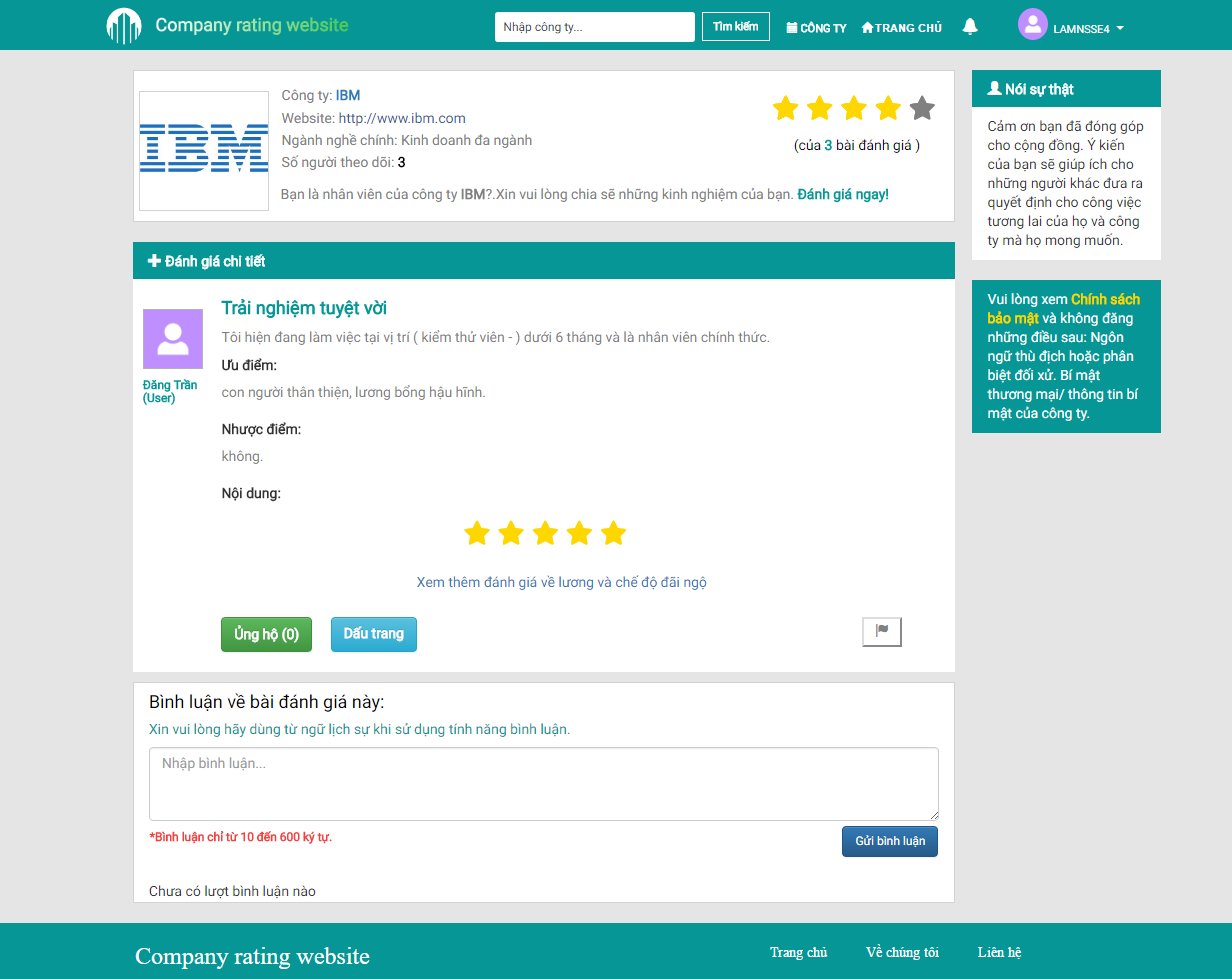 Company rating website
Nhập công ty...
Tìm kiếm
CÔNG TY
TRANG CHỦ
LAMNSSE4
IBM
Công ty: IBM
Website: http://www.ibm.com
Ngành nghề chính: Kinh doanh đa ngành
Số người theo dõi: 3
(của 3 bài đánh giá )
Bạn là nhân viên của công ty IBM?.Xin vui lòng chia sẽ những kinh nghiệm của bạn. Đánh giá ngay!
Nói sự thật
Cảm ơn bạn đã đóng góp
cho cộng đồng. Ý kiến
của bạn sẽ giúp ích cho
những người khác đưa ra
quyết định cho công việc
tương lai của họ và công
ty mà họ mong muốn.
Vui lòng xem Chính sách
bảo mật và không đăng
những điều sau: Ngôn
ngữ thù địch hoặc phân
biệt đối xử. Bí mật
thương mại/ thông tin bí
mật của công ty.
Đánh giá chi tiết
Trải nghiệm tuyệt vời
Tôi hiện đang làm việc tại vị trí ( kiểm thử viên - ) dưới 6 tháng và là nhân viên chính thức.
Đăng Trần
(User)
Ưu điểm:
con người thân thiện, lương bổng hậu hĩnh.
Nhược điểm:
không.
Nội dung:
Xem thêm đánh giá về lương và chế độ đãi ngộ
Ủng hộ (0)
Dấu trang
Bình luận về bài đánh giá này:
Xin vui lòng hãy dùng từ ngữ lịch sự khi sử dụng tính năng bình luận.
Nhập bình luận...
*Bình luận chỉ từ 10 đến 600 ký tự.
Gửi bình luận
Chưa có lượt bình luận nào
Company rating website
Trang chủ
Về chúng tôi
Liên hệ